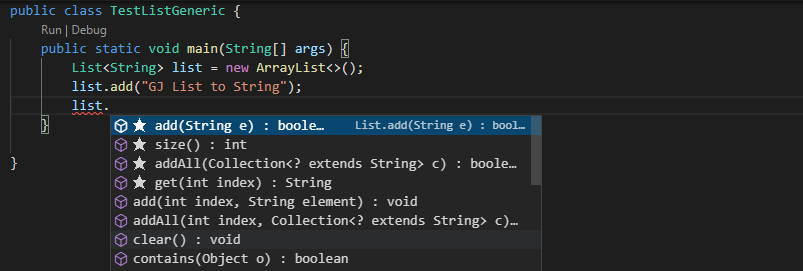 public class TestListGeneric {
Run | Debug
public static void main(String[] args) {
List<String> list = new ArrayList<>();
list.add("GJ List to String");
list.
add(String e) : boole… List.add(String e) : bool…
size() : int
addAll(Collection<? extends String> c) : boole…
get(int index) : String
add(int index, String element) : void
addAll(int index, Collection<? extends String> c)…
clear() : void
contains(Object o) : boolean
}
}